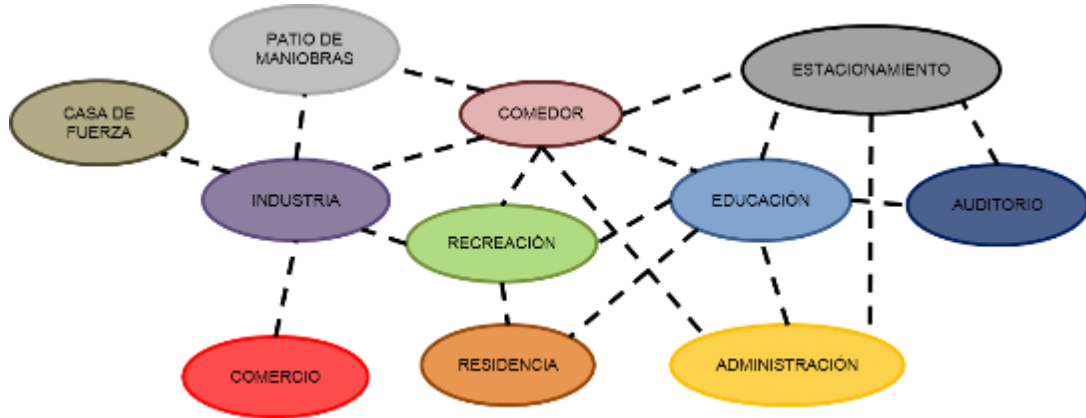 PATIO DE
MANIOBRAS
ESTACIONAMIENTO
CASA DE
FUERZA
COMEDOR
INDUSTRIA
EDUCACIÓN
AUDITORIO
RECREACIÓN
COMERCIO
RESIDENCIA
ADMINISTRACIÓN